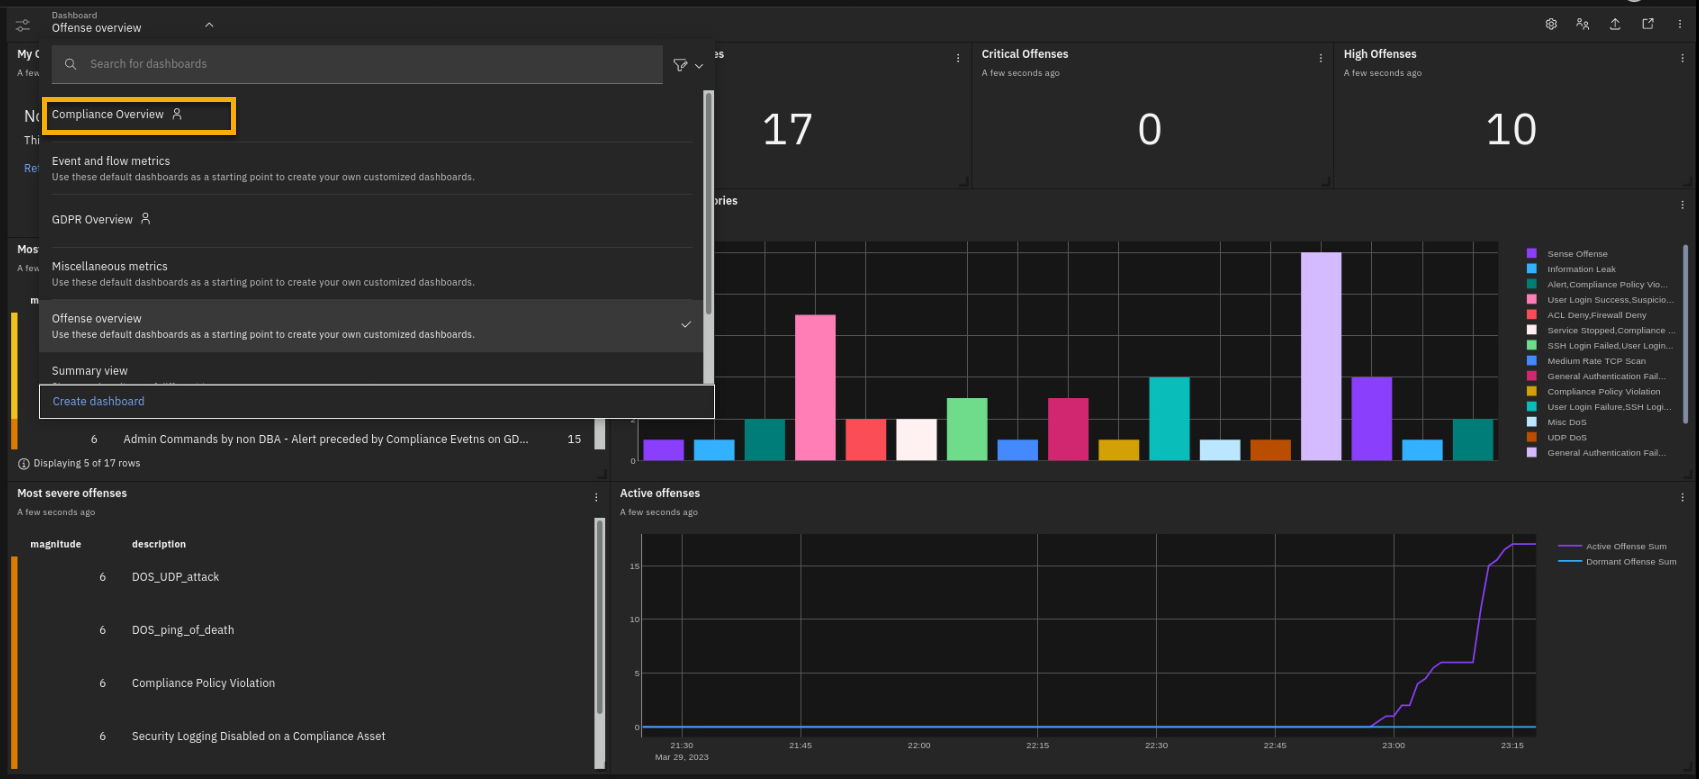 Dashboard
Offense overview
Search for dashboards
Compliance Overview
Event and flow metrics
Use these default dashboards as a starting point to create your own customized dashboards.
GDPR Overview
Miscellaneous metrics
Use these default dashboards as a starting point to create your own customized dashboards.
Offense overview
Use these default dashboards as a starting point to create your own customized dashboards.
Summary view
Create dashboard
My
A few
Thi
Critical Offenses
A few seconds ago
High Offenses
A few seconds ago
17
0
10
Mos
A few
6 Admin Commands by non DBA - Alert preceded by Compliance Evetns on GD... 15
Displaying 5 of 17 rows
0
Sense Offense
Information Leak
Alert,Compliance Policy Vio...
User Login Success,Suspicio...
ACL Deny,Firewall Deny
Service Stopped,Compliance ...
SSH Login Failed,User Login...
Medium Rate TCP Scan
General Authentication Fail...
Compliance Policy Violation
User Login Failure,SSH Logi...
Misc DoS
UDP DoS
General Authentication Fail...
Most severe offenses
A few seconds ago
magnitude description
6 DOS_UDP_attack
6 DOS_ping_of_death
6 Compliance Policy Violation
6 Security Logging Disabled on a Compliance Asset
Active offenses
A few seconds ago
15
10
5
0
21:30 21:45 22:00 22:15 22:30 22:45 23:00 23:15
Mar 29, 2023
Active Offense Sum
Dormant Offense Sum